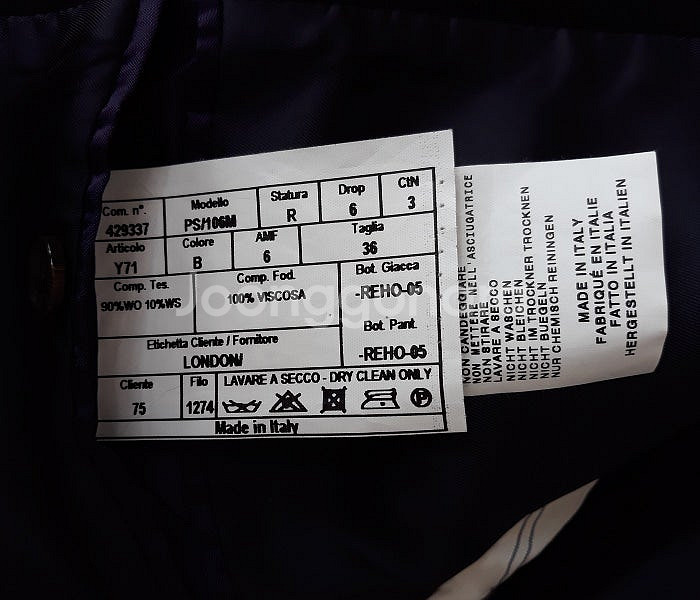 Com. n°. Modello Statura Drop CtN
429337 PS/106M R 6 3
Articolo Colore AMF Taglia
Y71 B 6 36
Comp. Tes. Comp. Fod. Bot. Giacca
90%WO 10%WS 100% VISCOSA -REHO-05
Bot. Pant.
Etichetta Cliente / Fornitore -REHO-05
LONDON/
Cliente Filo LAVARE A SECCO - DRY CLEAN ONLY
75 1274 P
Made in Italy
NON CANDEGGIARE
NON METTERE NELL'ASCIUGATRICE
NON STIRARE
LAVARE A SECCO
NICHT WASCHEN
NICHT BLEICHEN
NICHT IM TROCKNER TROCKNEN
NICHT BUEGELN
NUR CHEMISCH REININGEN
MADE IN ITALY
FABRIQUÉ EN ITALIE
FATTO IN ITALIA
HERGESTELLT IN ITALIEN